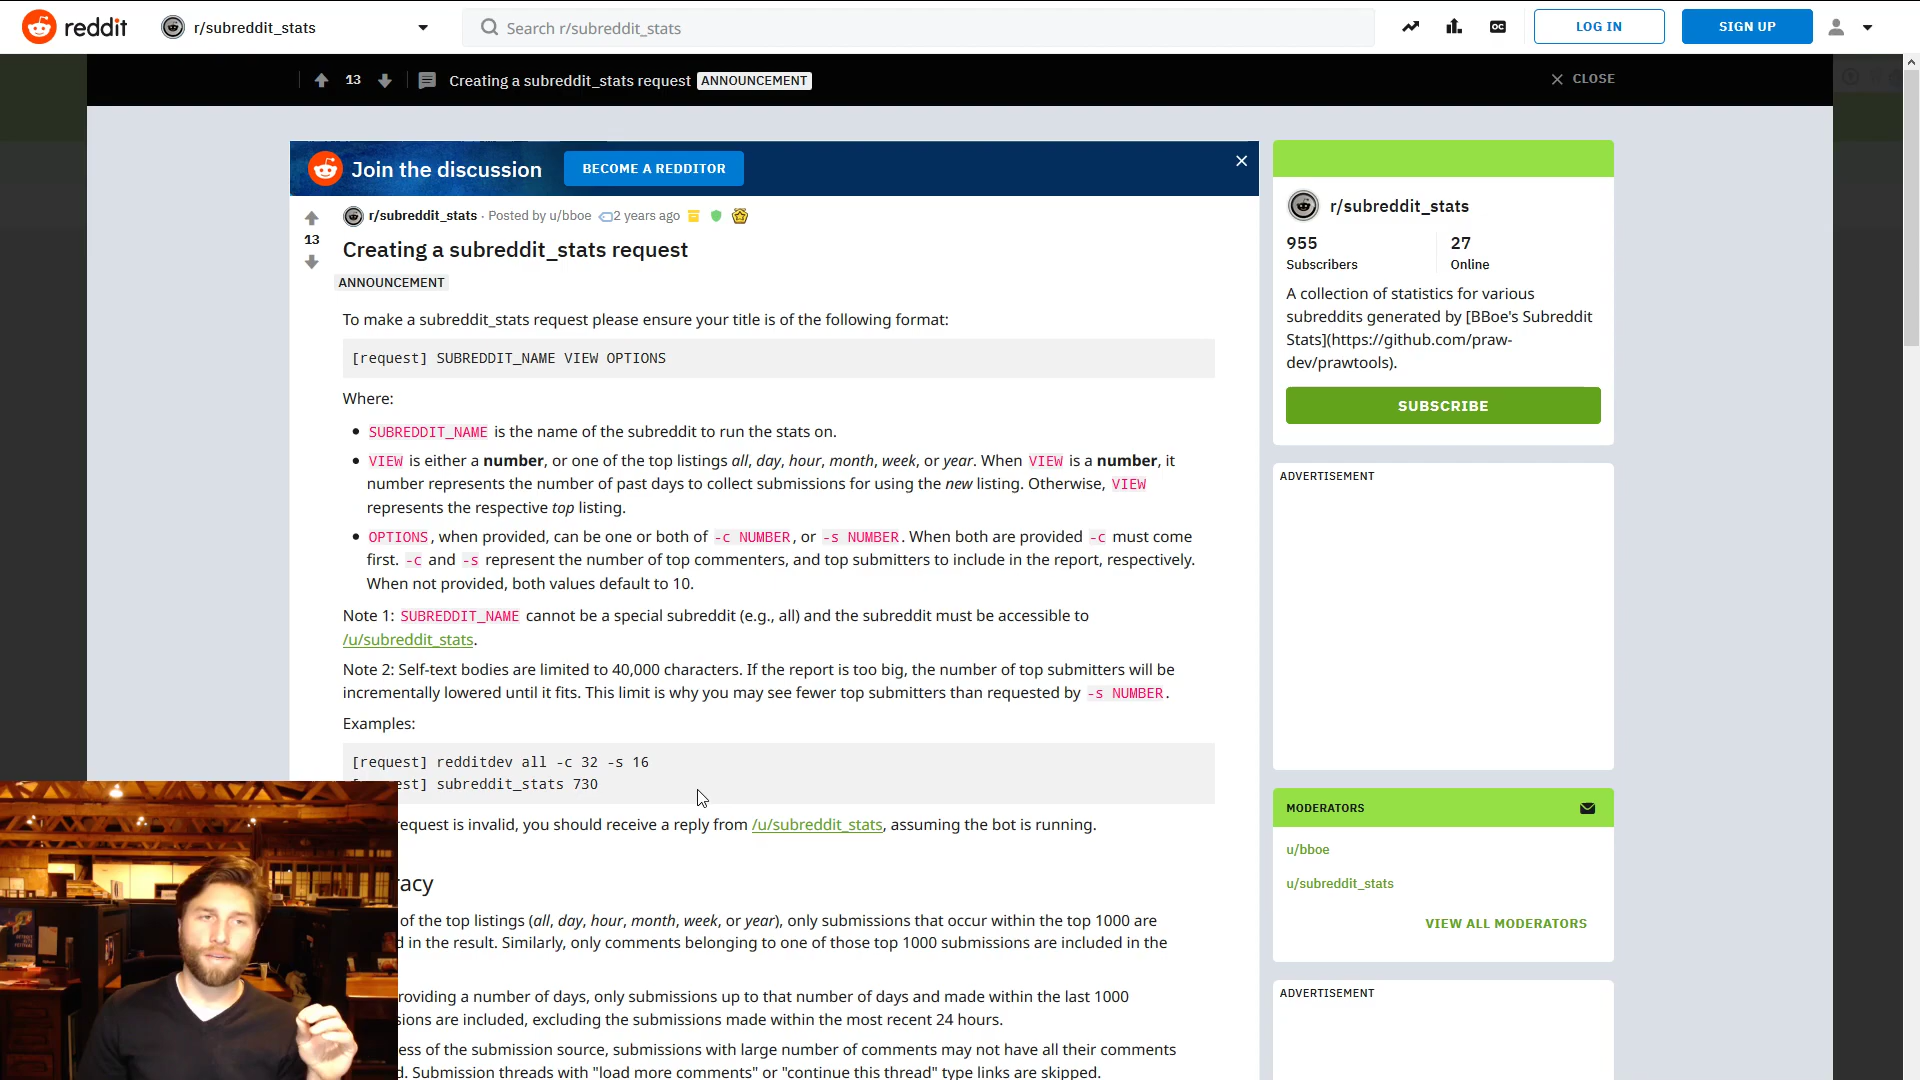 reddit
r/subreddit_stats
Search r/subreddit_stats
LOG IN
SIGN UP
13
Creating a subreddit_stats request
ANNOUNCEMENT
CLOSE
Join the discussion
BECOME A REDDITOR
r/subreddit_stats · Posted by u/bboe 2 years ago
13
Creating a subreddit_stats request
ANNOUNCEMENT
To make a subreddit_stats request please ensure your title is of the following format:
[request] SUBREDDIT_NAME VIEW OPTIONS
Where:
• SUBREDDIT_NAME is the name of the subreddit to run the stats on.
• VIEW is either a number, or one of the top listings all, day, hour, month, week, or year. When VIEW is a number, it
number represents the number of past days to collect submissions for using the new listing. Otherwise, VIEW
represents the respective top listing.
• OPTIONS, when provided, can be one or both of -c NUMBER, or -s NUMBER. When both are provided -c must come
first. -c and -s represent the number of top commenters, and top submitters to include in the report, respectively.
When not provided, both values default to 10.
Note 1: SUBREDDIT_NAME cannot be a special subreddit (e.g., all) and the subreddit must be accessible to
/u/subreddit_stats.
Note 2: Self-text bodies are limited to 40,000 characters. If the report is too big, the number of top submitters will be
incrementally lowered until it fits. This limit is why you may see fewer top submitters than requested by -s NUMBER.
Examples:
[request] redditdev all -c 32 -s 16
est] subreddit_stats 730
equest is invalid, you should receive a reply from /u/subreddit_stats, assuming the bot is running.
racy
of the top listings (all, day, hour, month, week, or year), only submissions that occur within the top 1000 are
d in the result. Similarly, only comments belonging to one of those top 1000 submissions are included in the
roviding a number of days, only submissions up to that number of days and made within the last 1000
sions are included, excluding the submissions made within the most recent 24 hours.
ess of the submission source, submissions with large number of comments may not have all their comments
d. Submission threads with "load more comments" or "continue this thread" type links are skipped.
r/subreddit_stats
955
Subscribers
27
Online
A collection of statistics for various
subreddits generated by [BBoe's Subreddit
Stats](https://github.com/praw-
dev/prawtools).
SUBSCRIBE
ADVERTISEMENT
MODERATORS
u/bboe
u/subreddit_stats
VIEW ALL MODERATORS
ADVERTISEMENT